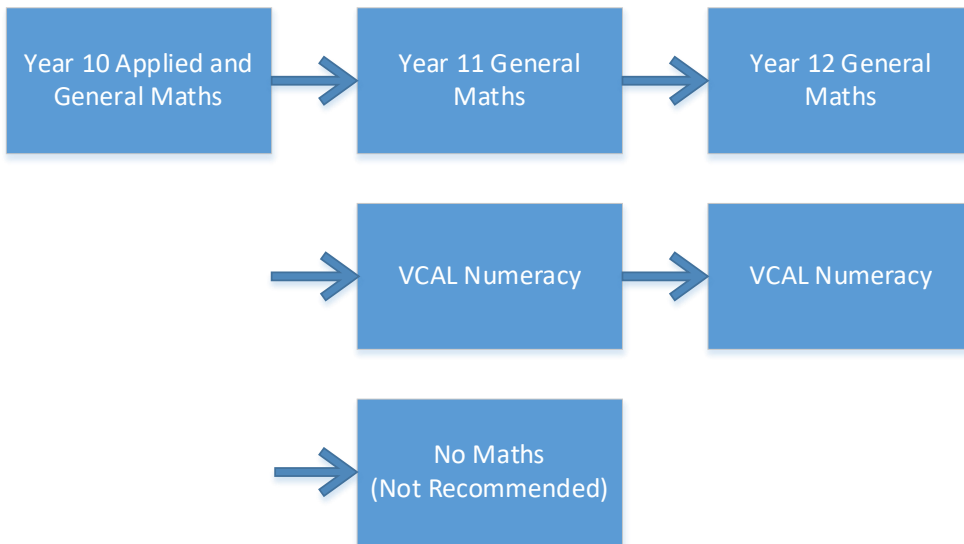 Year 10 Applied and
General Maths
Year 11 General
Maths
Year 12 General
Maths
VCAL Numeracy
VCAL Numeracy
No Maths
(Not Recommended)